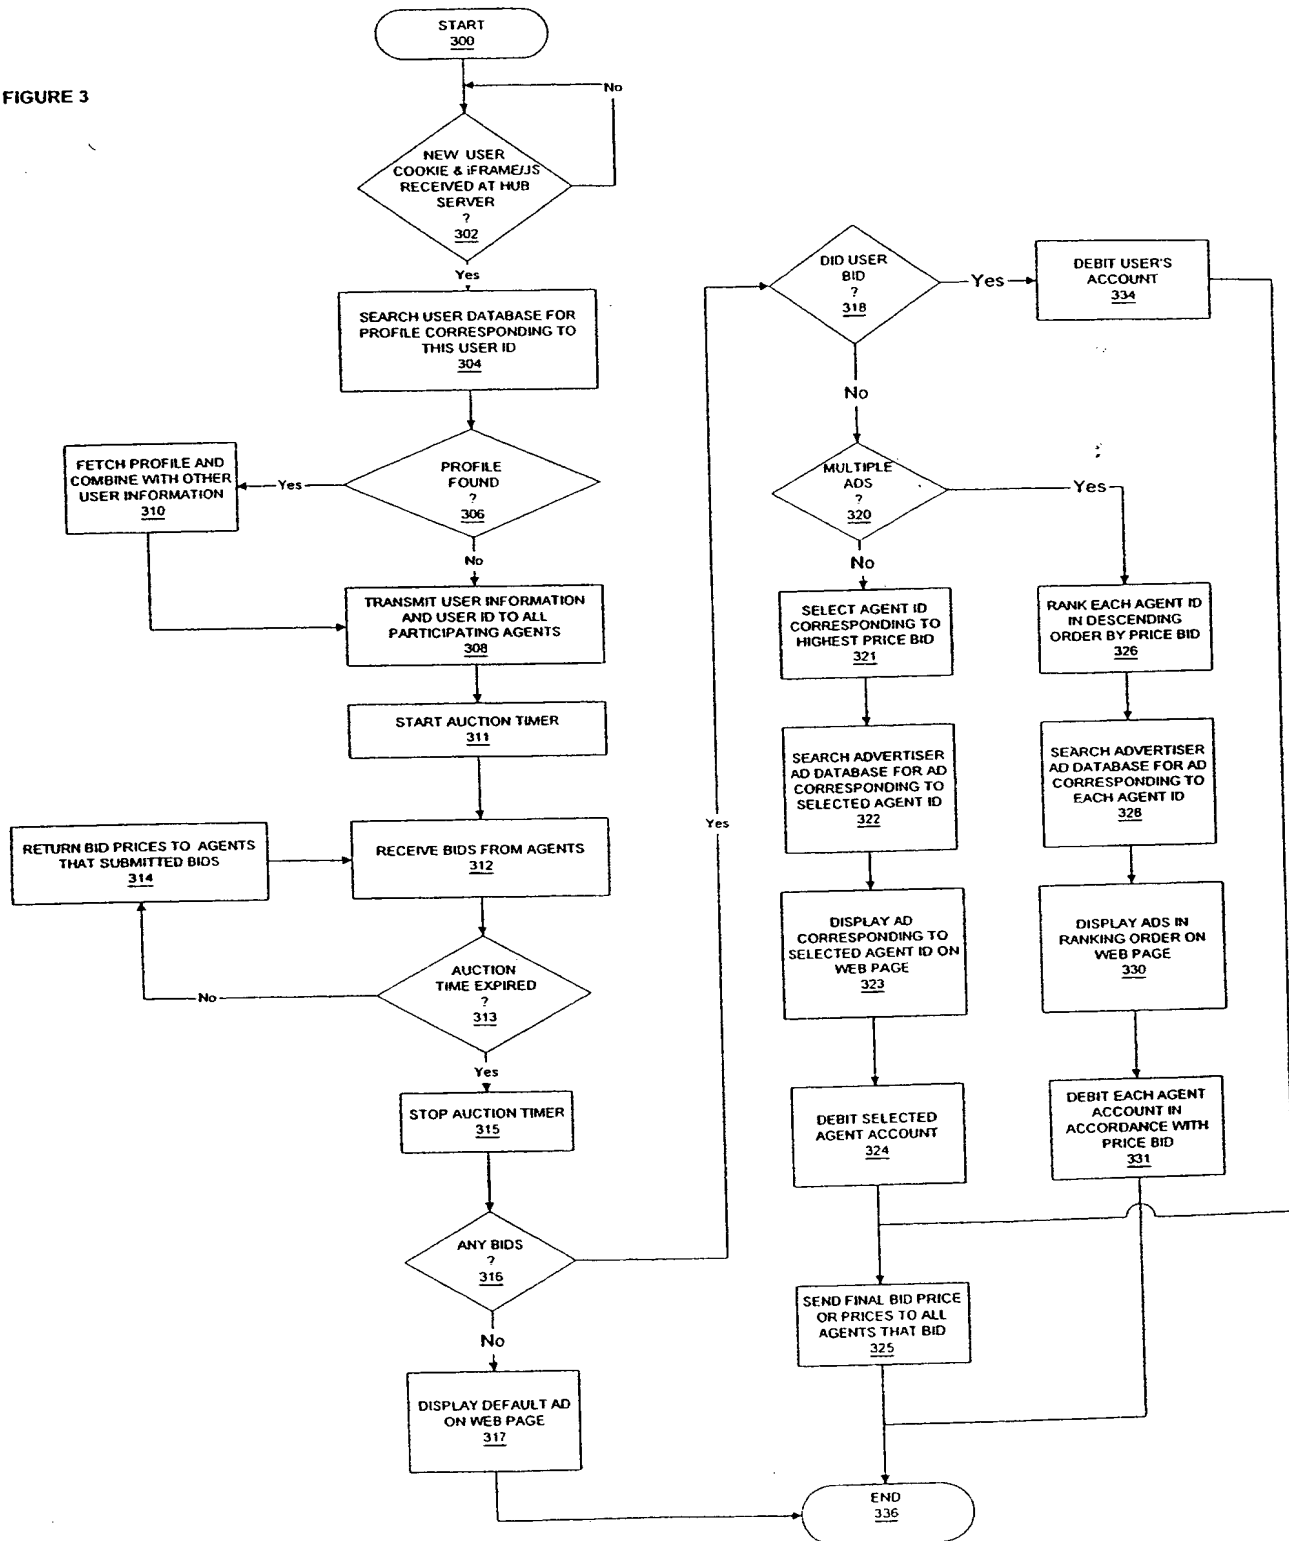 FIGURE 3
START
300
No
NEW USER
COOKIE & iFRAME/JS
RECEIVED AT HUB
SERVER
?
302
Yes
SEARCH USER DATABASE FOR
PROFILE CORRESPONDING TO
THIS USER ID
304
PROFILE
FOUND
?
306
Yes
FETCH PROFILE AND
COMBINE WITH OTHER
USER INFORMATION
310
No
TRANSMIT USER INFORMATION
AND USER ID TO ALL
PARTICIPATING AGENTS
308
START AUCTION TIMER
311
RECEIVE BIDS FROM AGENTS
312
RETURN BID PRICES TO AGENTS
THAT SUBMITTED BIDS
314
AUCTION
TIME EXPIRED
?
313
No
Yes
STOP AUCTION TIMER
315
ANY BIDS
?
316
Yes
No
DISPLAY DEFAULT AD
ON WEB PAGE
317
DID USER
BID
?
318
Yes
DEBIT USER'S
ACCOUNT
334
No
MULTIPLE
ADS
?
320
Yes
No
SELECT AGENT ID
CORRESPONDING TO
HIGHEST PRICE BID
321
SEARCH ADVERTISER
AD DATABASE FOR AD
CORRESPONDING TO
SELECTED AGENT ID
322
DISPLAY AD
CORRESPONDING TO
SELECTED AGENT ID ON
WEB PAGE
323
DEBIT SELECTED
AGENT ACCOUNT
324
RANK EACH AGENT ID
IN DESCENDING
ORDER BY PRICE BID
326
SEARCH ADVERTISER
AD DATABASE FOR AD
CORRESPONDING TO
EACH AGENT ID
328
DISPLAY ADS IN
RANKING ORDER ON
WEB PAGE
330
DEBIT EACH AGENT
ACCOUNT IN
ACCORDANCE WITH
PRICE BID
331
SEND FINAL BID PRICE
OR PRICES TO ALL
AGENTS THAT BID
325
END
336